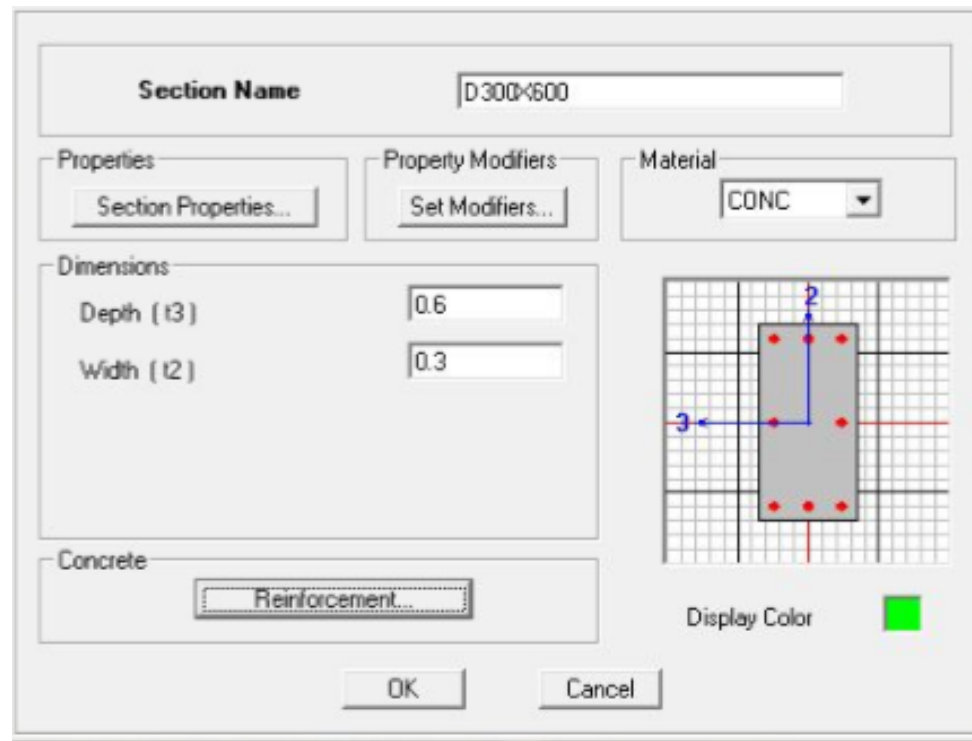 Section Name
D300X600
Properties
Section Properties...
Property Modifiers
Set Modifiers...
Material
CONC
Dimensions
Depth ( t3 )
0.6
Width ( t2 )
0.3
2
3
Concrete
Reinforcement...
Display Color
OK
Cancel